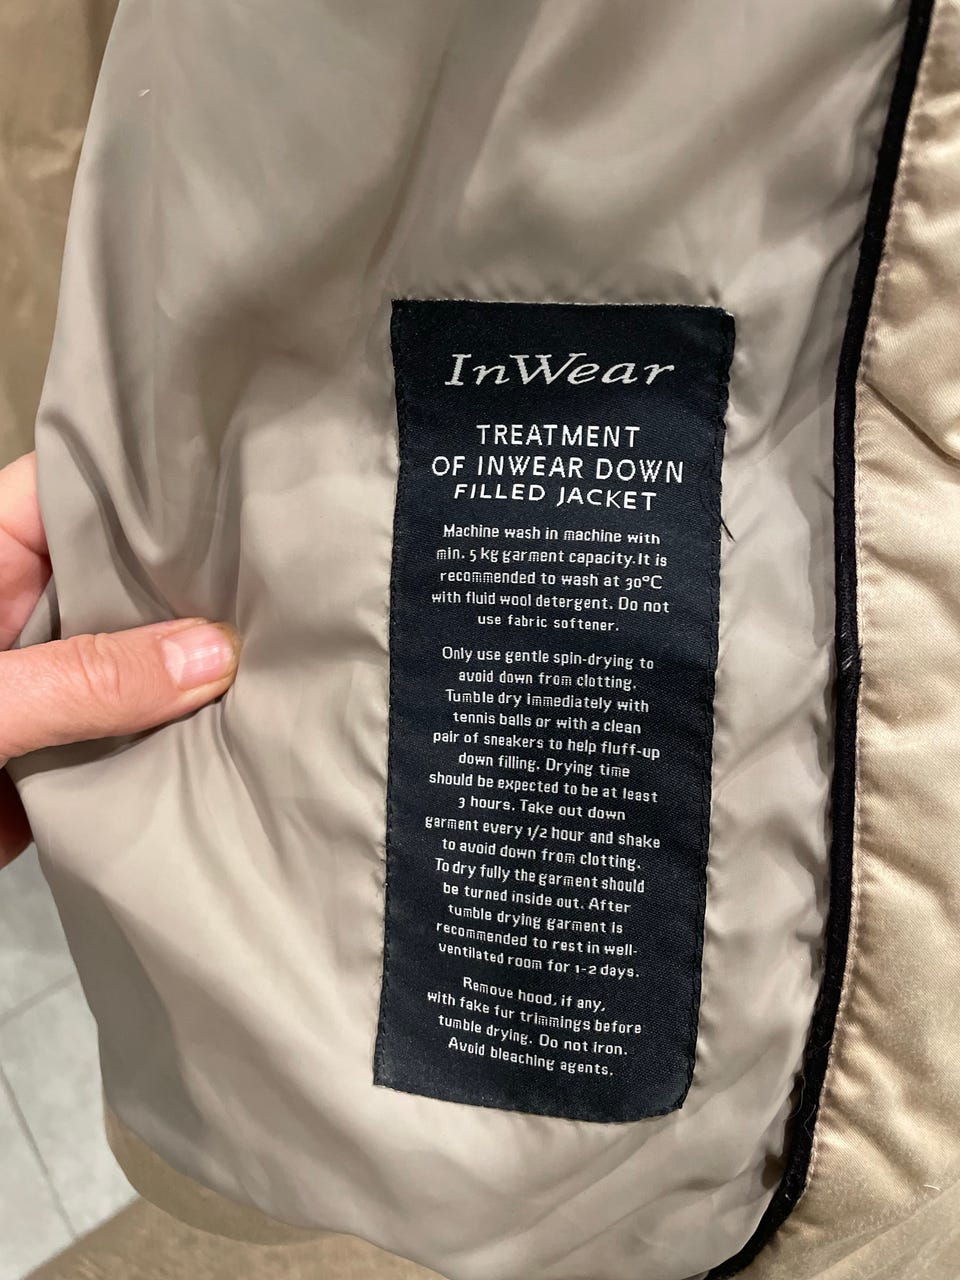 InWear
TREATMENT
OF INWEAR DOWN
FILLED JACKET
Machine wash in machine with
min. 5 kg garment capacity. It is
recommended to wash at 30°C
with fluid wool detergent. Do not
use fabric softener.
Only use gentle spin-drying to
avoid down from clotting.
Tumble dry immediately with
tennis balls or with a clean
pair of sneakers to help fluff-up
down filling. Drying time
should be expected to be at least
3 hours. Take out down
garment every 1/2 hour and shake
to avoid down from clotting.
To dry fully the garment should
be turned inside out. After
tumble drying garment is
recommended to rest in well-
ventilated room for 1-2 days.
Remove hood, if any,
with fake fur trimmings before
tumble drying. Do not iron.
Avoid bleaching agents.